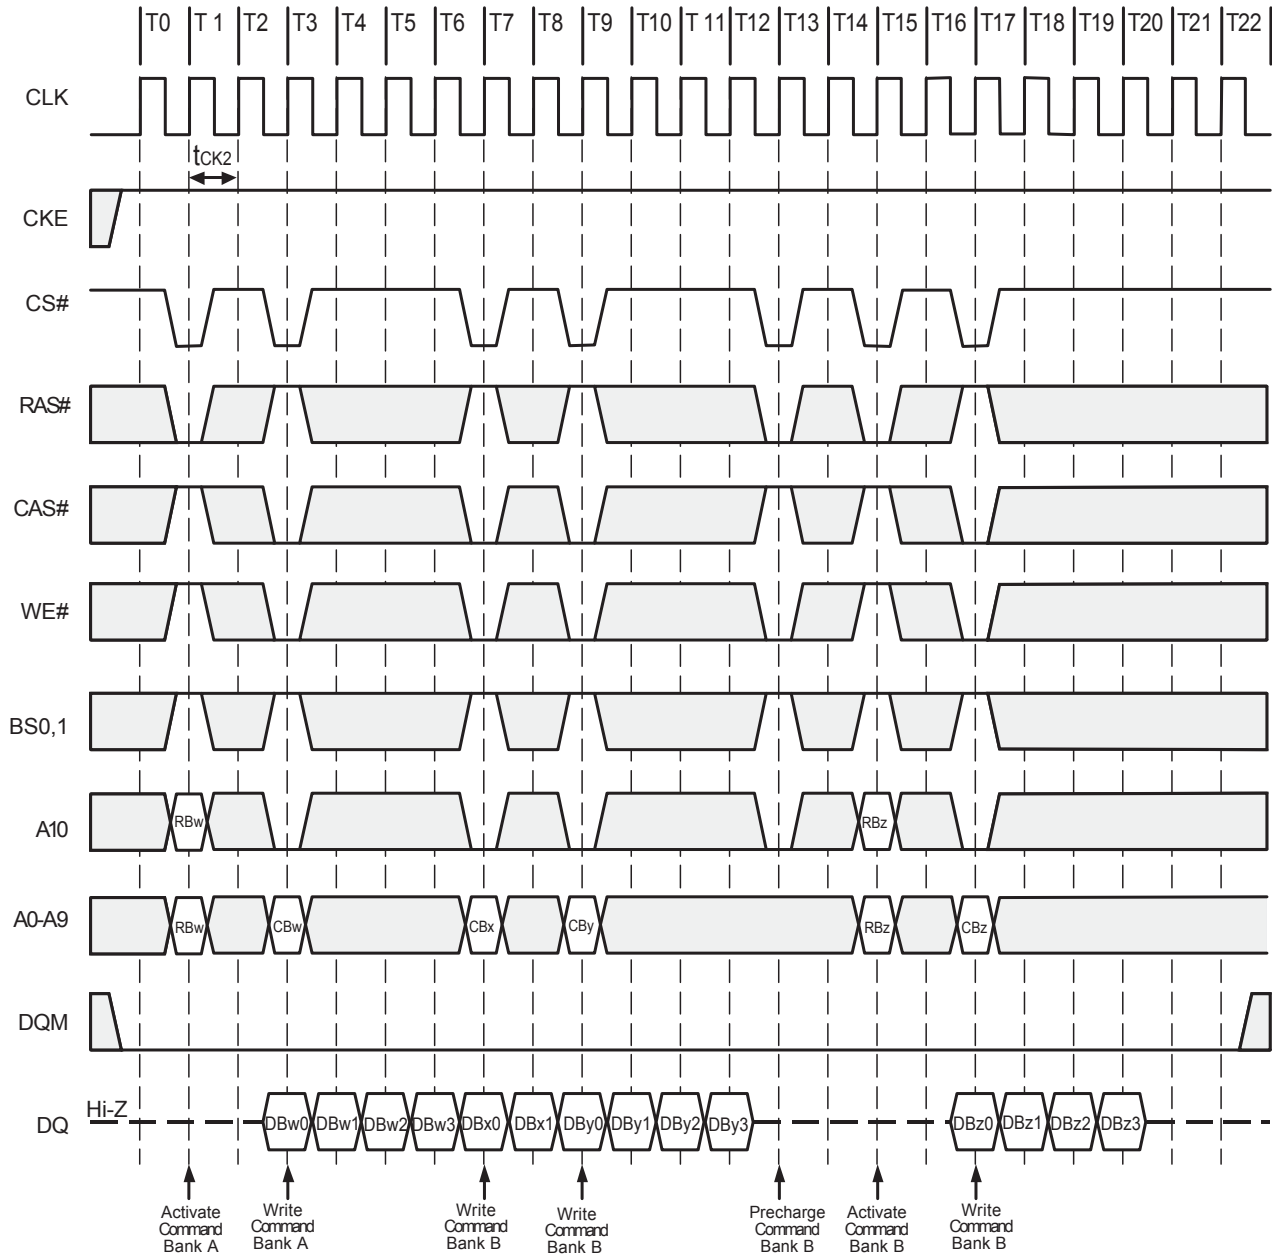 T0 T 1 T2 T3 T4 T5 T6 T7 T8 T9 T10 T 11 T12 T13 T14 T15 T16 T17 T18 T19 T20 T21 T22
CLK
tCK2
CKE
CS#
RAS#
CAS#
WE#
BS0,1
A10 RBw RBz
A0-A9 RBw CBw CBx CBy RBz CBz
DQM
Hi-Z
DQ DBw0 DBw1 DBw2 DBw3 DBx0 DBx1 DBy0 DBy1 DBy2 DBy3 DBz0 DBz1 DBz2 DBz3
Activate
Command
Bank A
Write
Command
Bank A
Write
Command
Bank B
Write
Command
Bank B
Precharge
Command
Bank B
Activate
Command
Bank B
Write
Command
Bank B